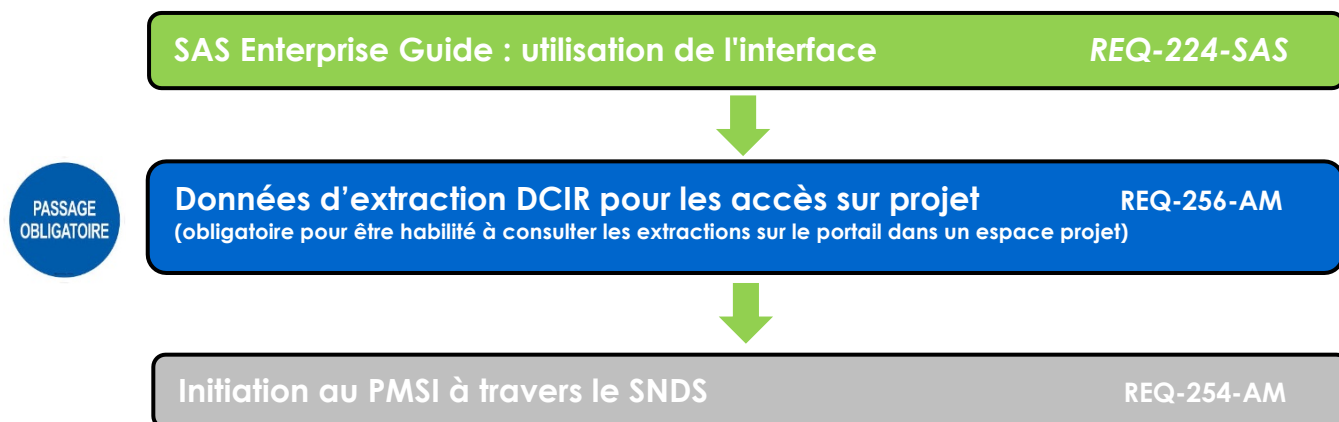 SAS Enterprise Guide : utilisation de l'interface REQ-224-SAS
PASSAGE
OBLIGATOIRE
Données d’extraction DCIR pour les accès sur projet REQ-256-AM
(obligatoire pour être habilité à consulter les extractions sur le portail dans un espace projet)
Initiation au PMSI à travers le SNDS REQ-254-AM